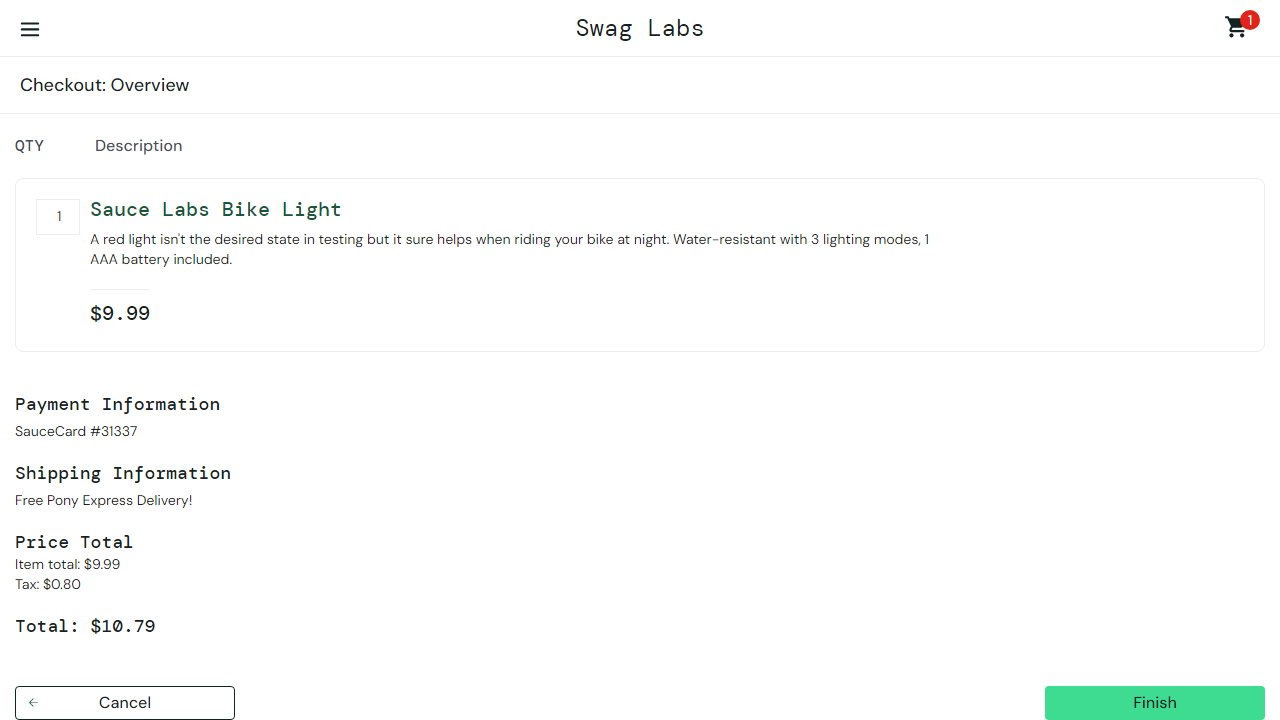 Swag Labs
1
Checkout: Overview
QTY Description
1
Sauce Labs Bike Light
A red light isn't the desired state in testing but it sure helps when riding your bike at night. Water-resistant with 3 lighting modes, 1
AAA battery included.
$9.99
Payment Information
SauceCard #31337
Shipping Information
Free Pony Express Delivery!
Price Total
Item total: $9.99
Tax: $0.80
Total: $10.79
Cancel
Finish